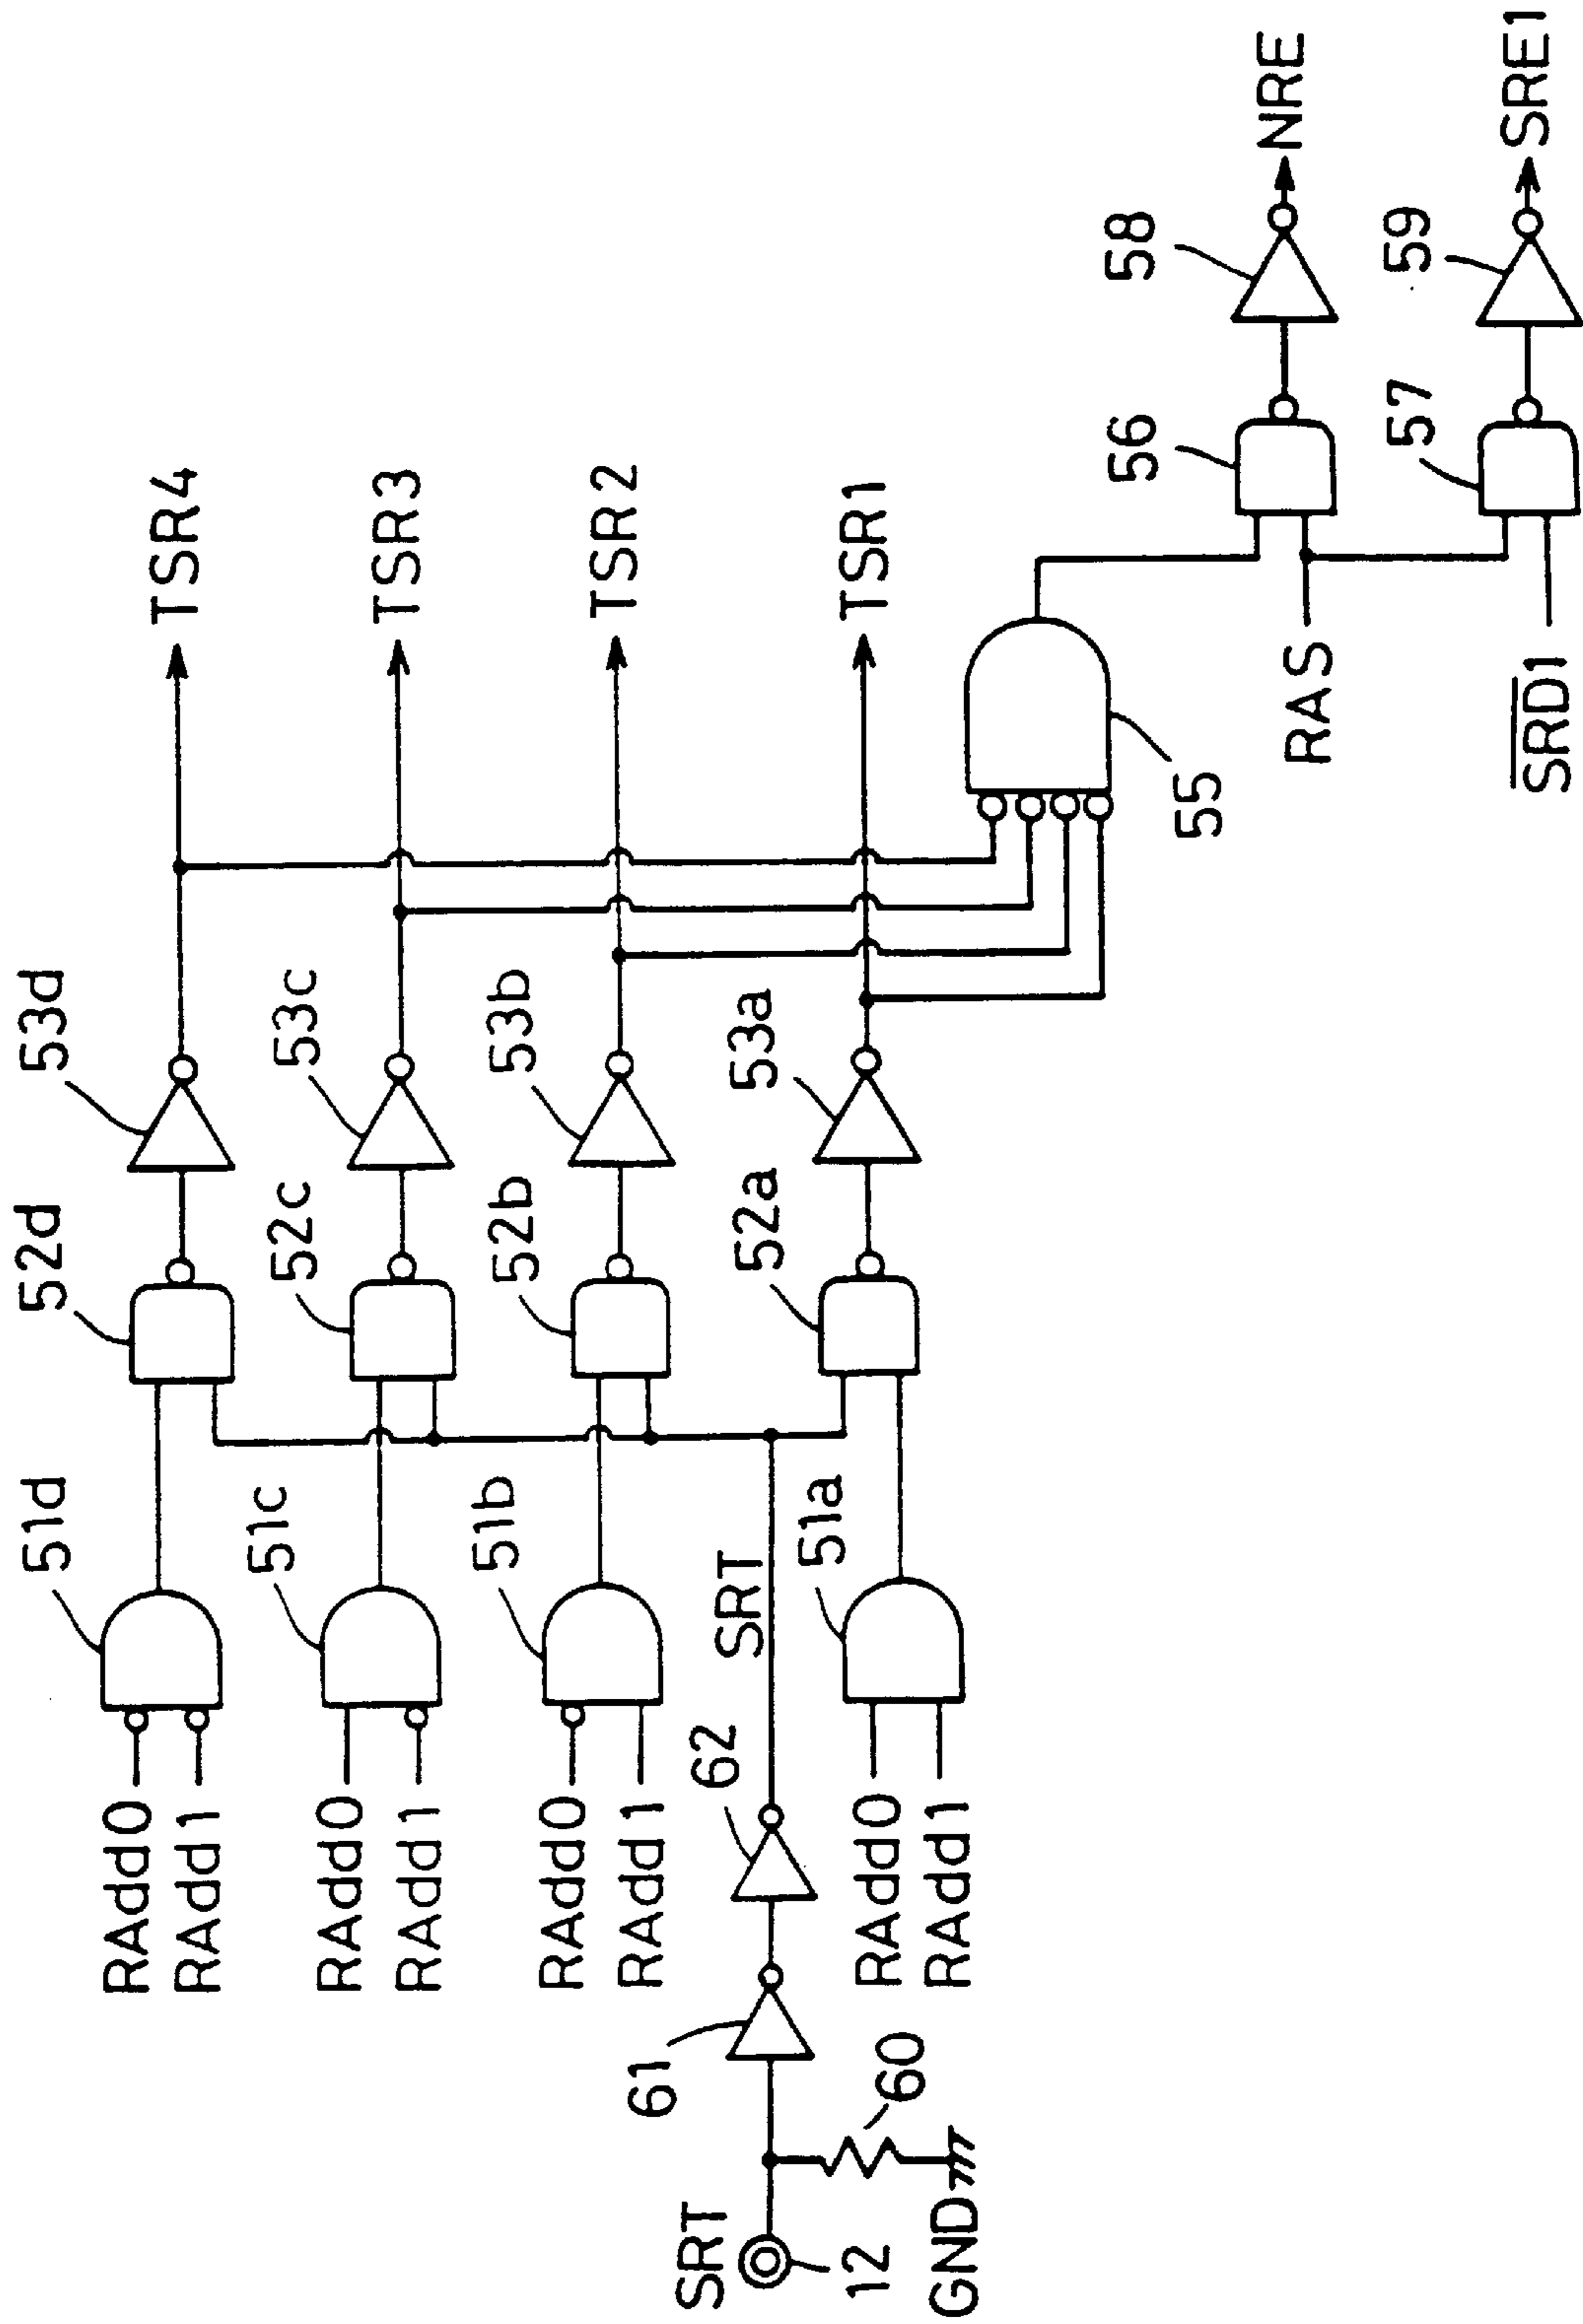 51d
52d
53d
RAdd0
RAdd1
TSR4
51c
52c
53c
RAdd0
RAdd1
TSR3
51b
52b
53b
RAdd0
RAdd1
TSR2
SRT
61
62
SRT
12
60
GND
51a
52a
53a
RAdd0
RAdd1
TSR1
55
56
58
NRE
RAS
57
59
SRE1
S̅R̅D̅1̅